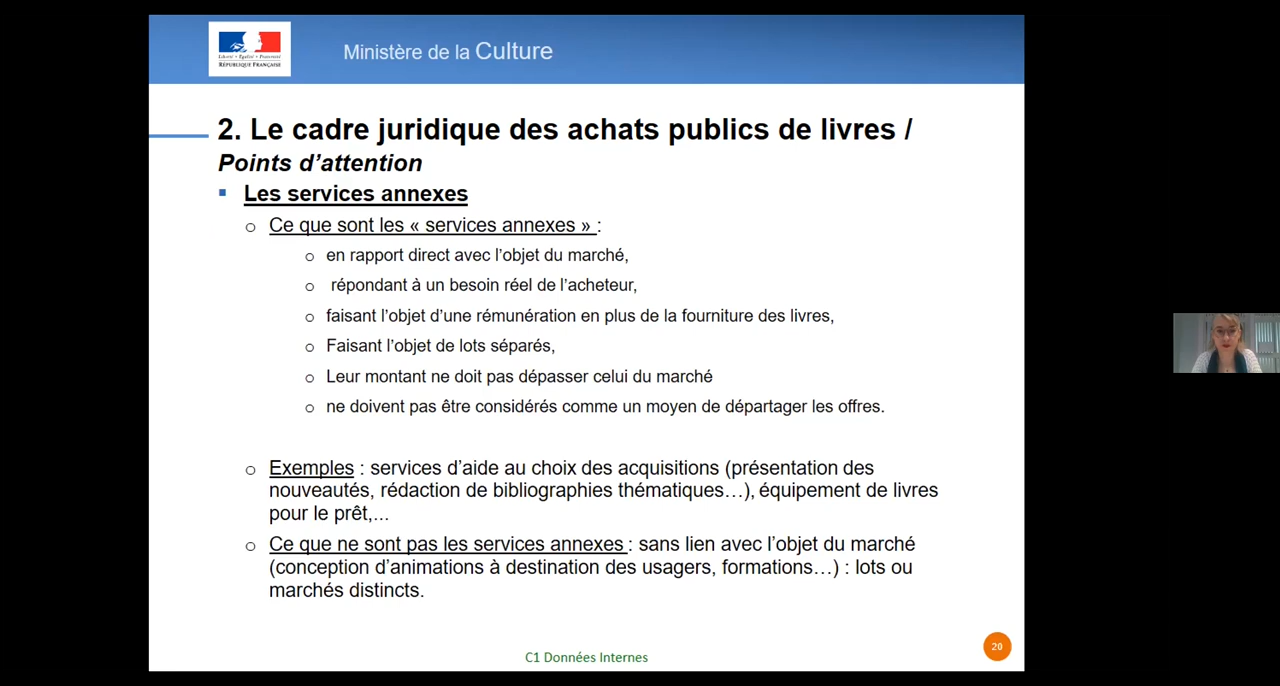 Liberté • Égalité • Fraternité
RÉPUBLIQUE FRANÇAISE
Ministère de la Culture
2. Le cadre juridique des achats publics de livres /
Points d’attention
▪ Les services annexes
o Ce que sont les « services annexes » :
o en rapport direct avec l’objet du marché,
o répondant à un besoin réel de l’acheteur,
o faisant l’objet d’une rémunération en plus de la fourniture des livres,
o Faisant l’objet de lots séparés,
o Leur montant ne doit pas dépasser celui du marché
o ne doivent pas être considérés comme un moyen de départager les offres.
o Exemples : services d’aide au choix des acquisitions (présentation des
nouveautés, rédaction de bibliographies thématiques…), équipement de livres
pour le prêt,...
o Ce que ne sont pas les services annexes : sans lien avec l’objet du marché
(conception d’animations à destination des usagers, formations…) : lots ou
marchés distincts.
20
C1 Données Internes